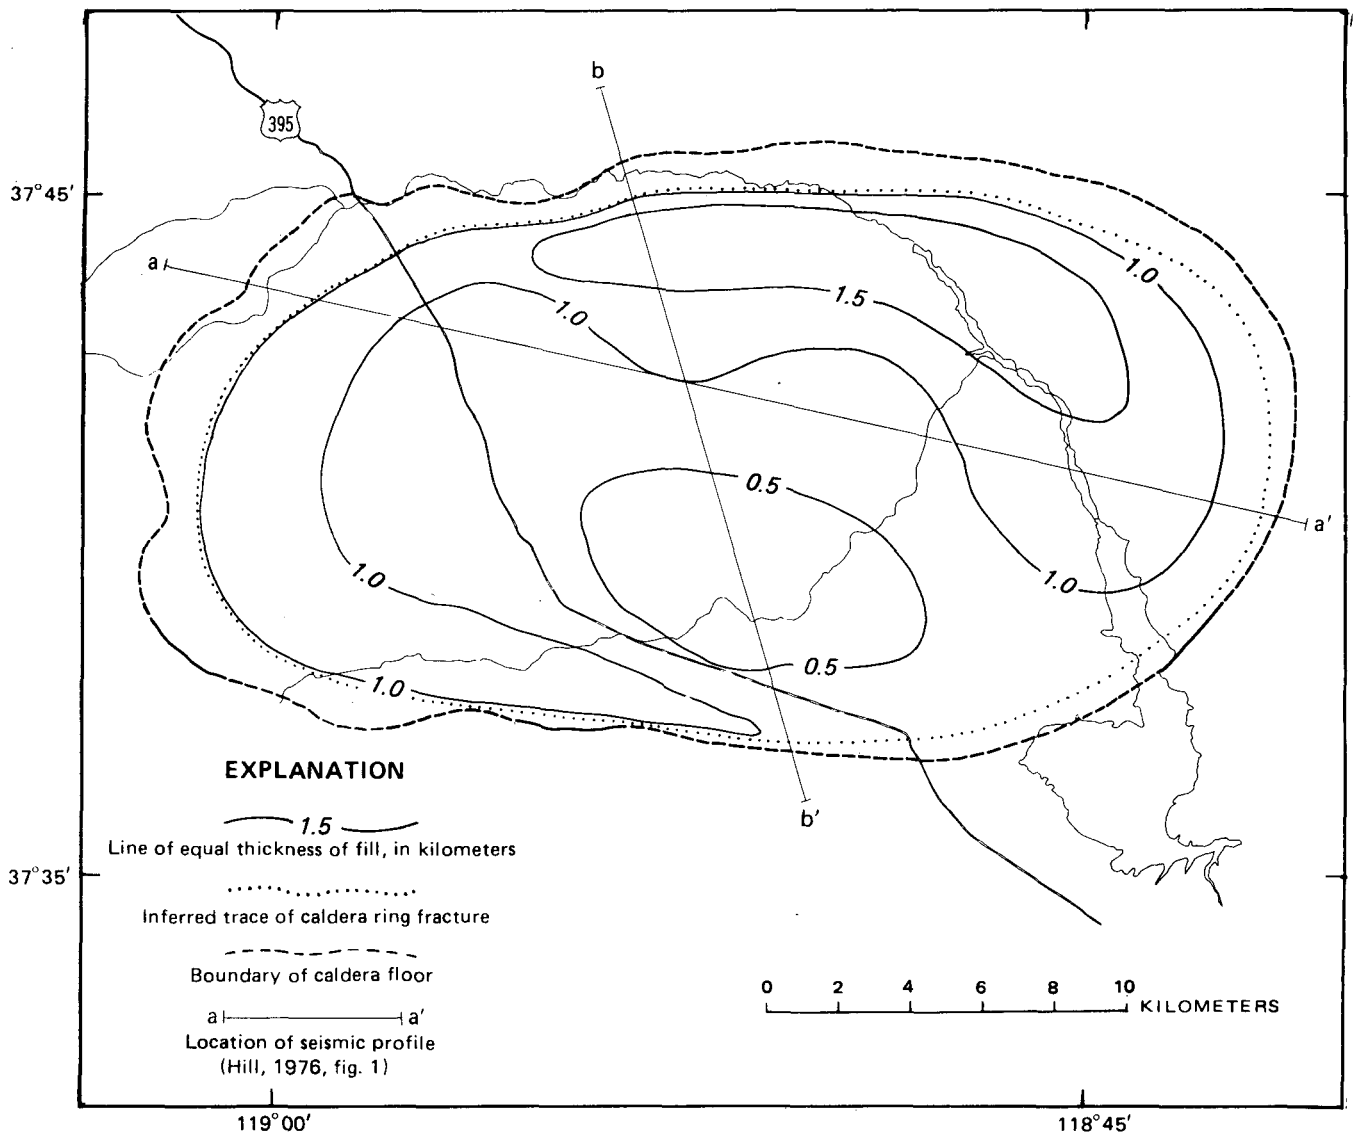 b
395
37°45'
a
1.0
1.5
1.0
0.5
a'
1.0
1.0
0.5
1.0
b'
EXPLANATION
1.5
Line of equal thickness of fill, in kilometers
37°35'
Inferred trace of caldera ring fracture
Boundary of caldera floor
0 2 4 6 8 10 KILOMETERS
a a'
Location of seismic profile
(Hill, 1976, fig. 1)
119°00' 118°45'